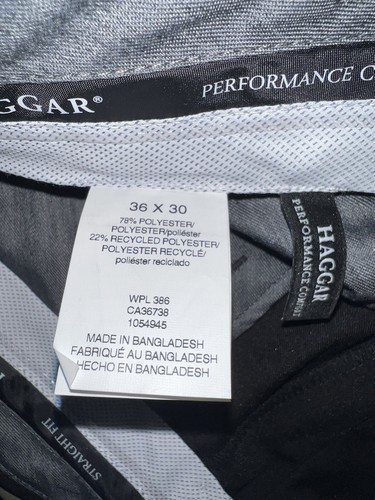 HAGGAR®
PERFORMANCE C
36 X 30
78% POLYESTER/
POLYESTER/poliéster
22% RECYCLED POLYESTER/
POLYESTER RECYCLÉ/
poliéster reciclado
WPL 386
CA36738
1054945
MADE IN BANGLADESH
FABRIQUÉ AU BANGLADESH
HECHO EN BANGLADESH
HAGGAR
PERFORMANCE COMFORT
STRAIGHT FIT